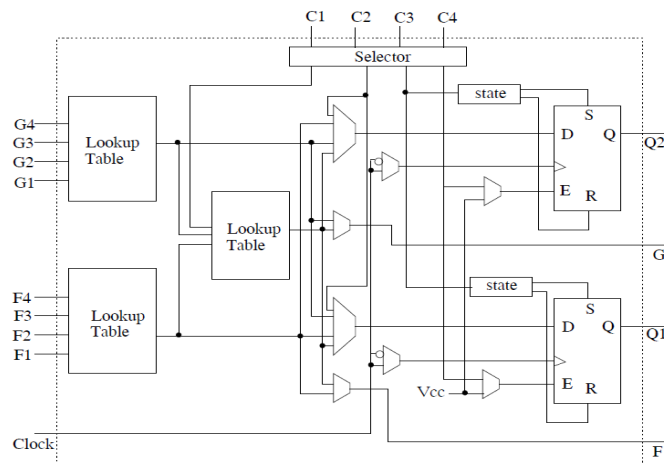 C1 C2 C3 C4
Selector
state
S
G4
G3
G2
G1
Lookup
Table
D Q
Q2
E
R
Lookup
Table
G
state
F4
F3
F2
F1
Lookup
Table
S
D Q
Q1
E
R
Vcc
Clock
F